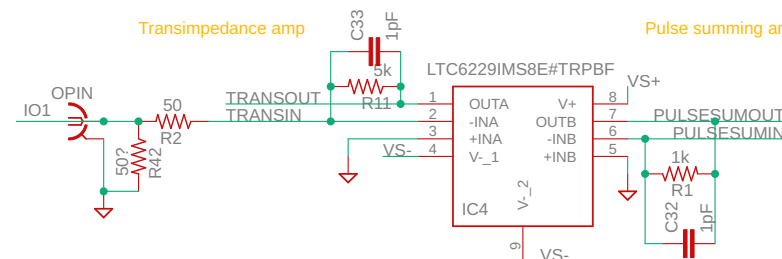 Transimpedance amp
Pulse summing am
C33
1pF
5k
R11
LTC6229IMS8E#TRPBF
VS+
OPIN
IO1
50
R2
50?
R42
TRANSOUT
TRANSIN
VS-
1
2
3
4
OUTA
-INA
+INA
V-_1
V+
OUTB
-INB
+INB
8
7
6
5
PULSESUMOUT
PULSESUMIN
1k
R1
C32
1pF
IC4
V-_2
9
VS-